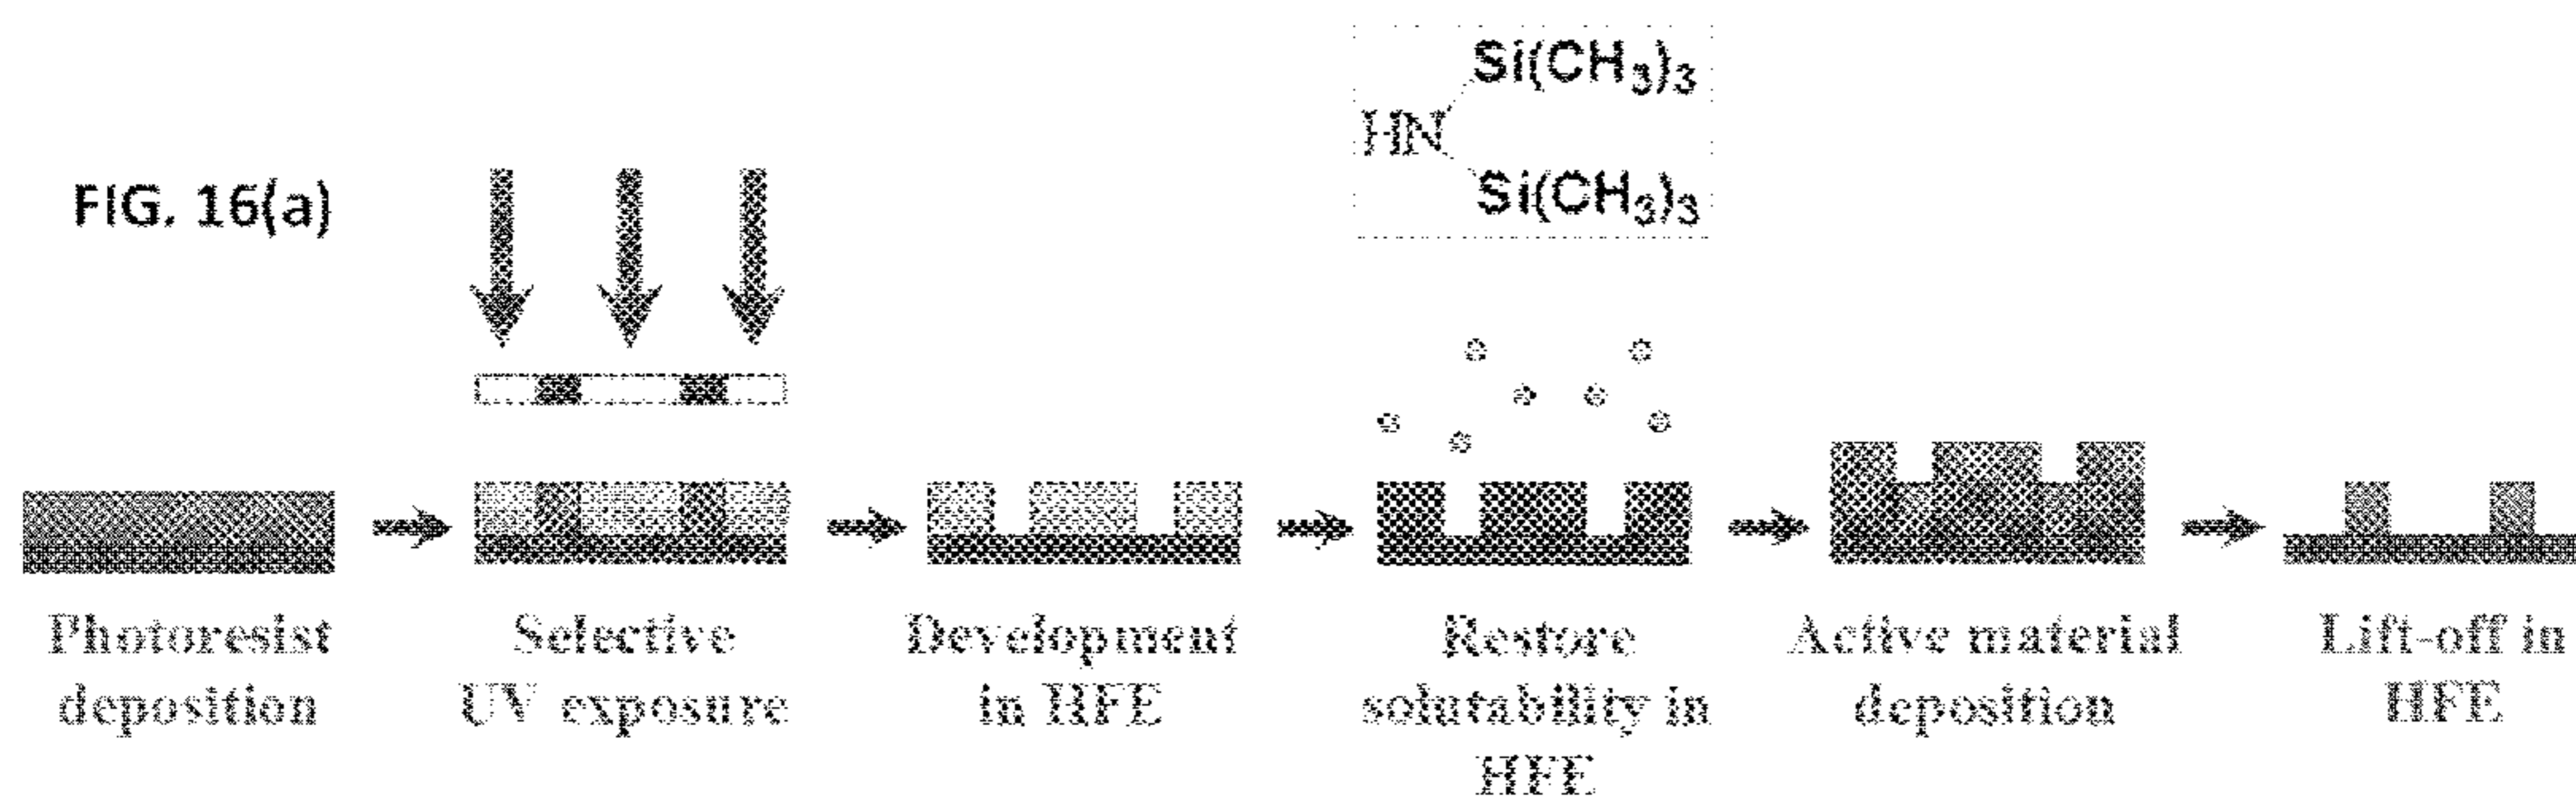 FIG. 16(a)
Si(CH3)3
HN
Si(CH3)3
Photoresist
deposition
Selective
UV exposure
Development
in HFE
Restore
solutability in
HFE
Active material
deposition
Lift-off in
HFE